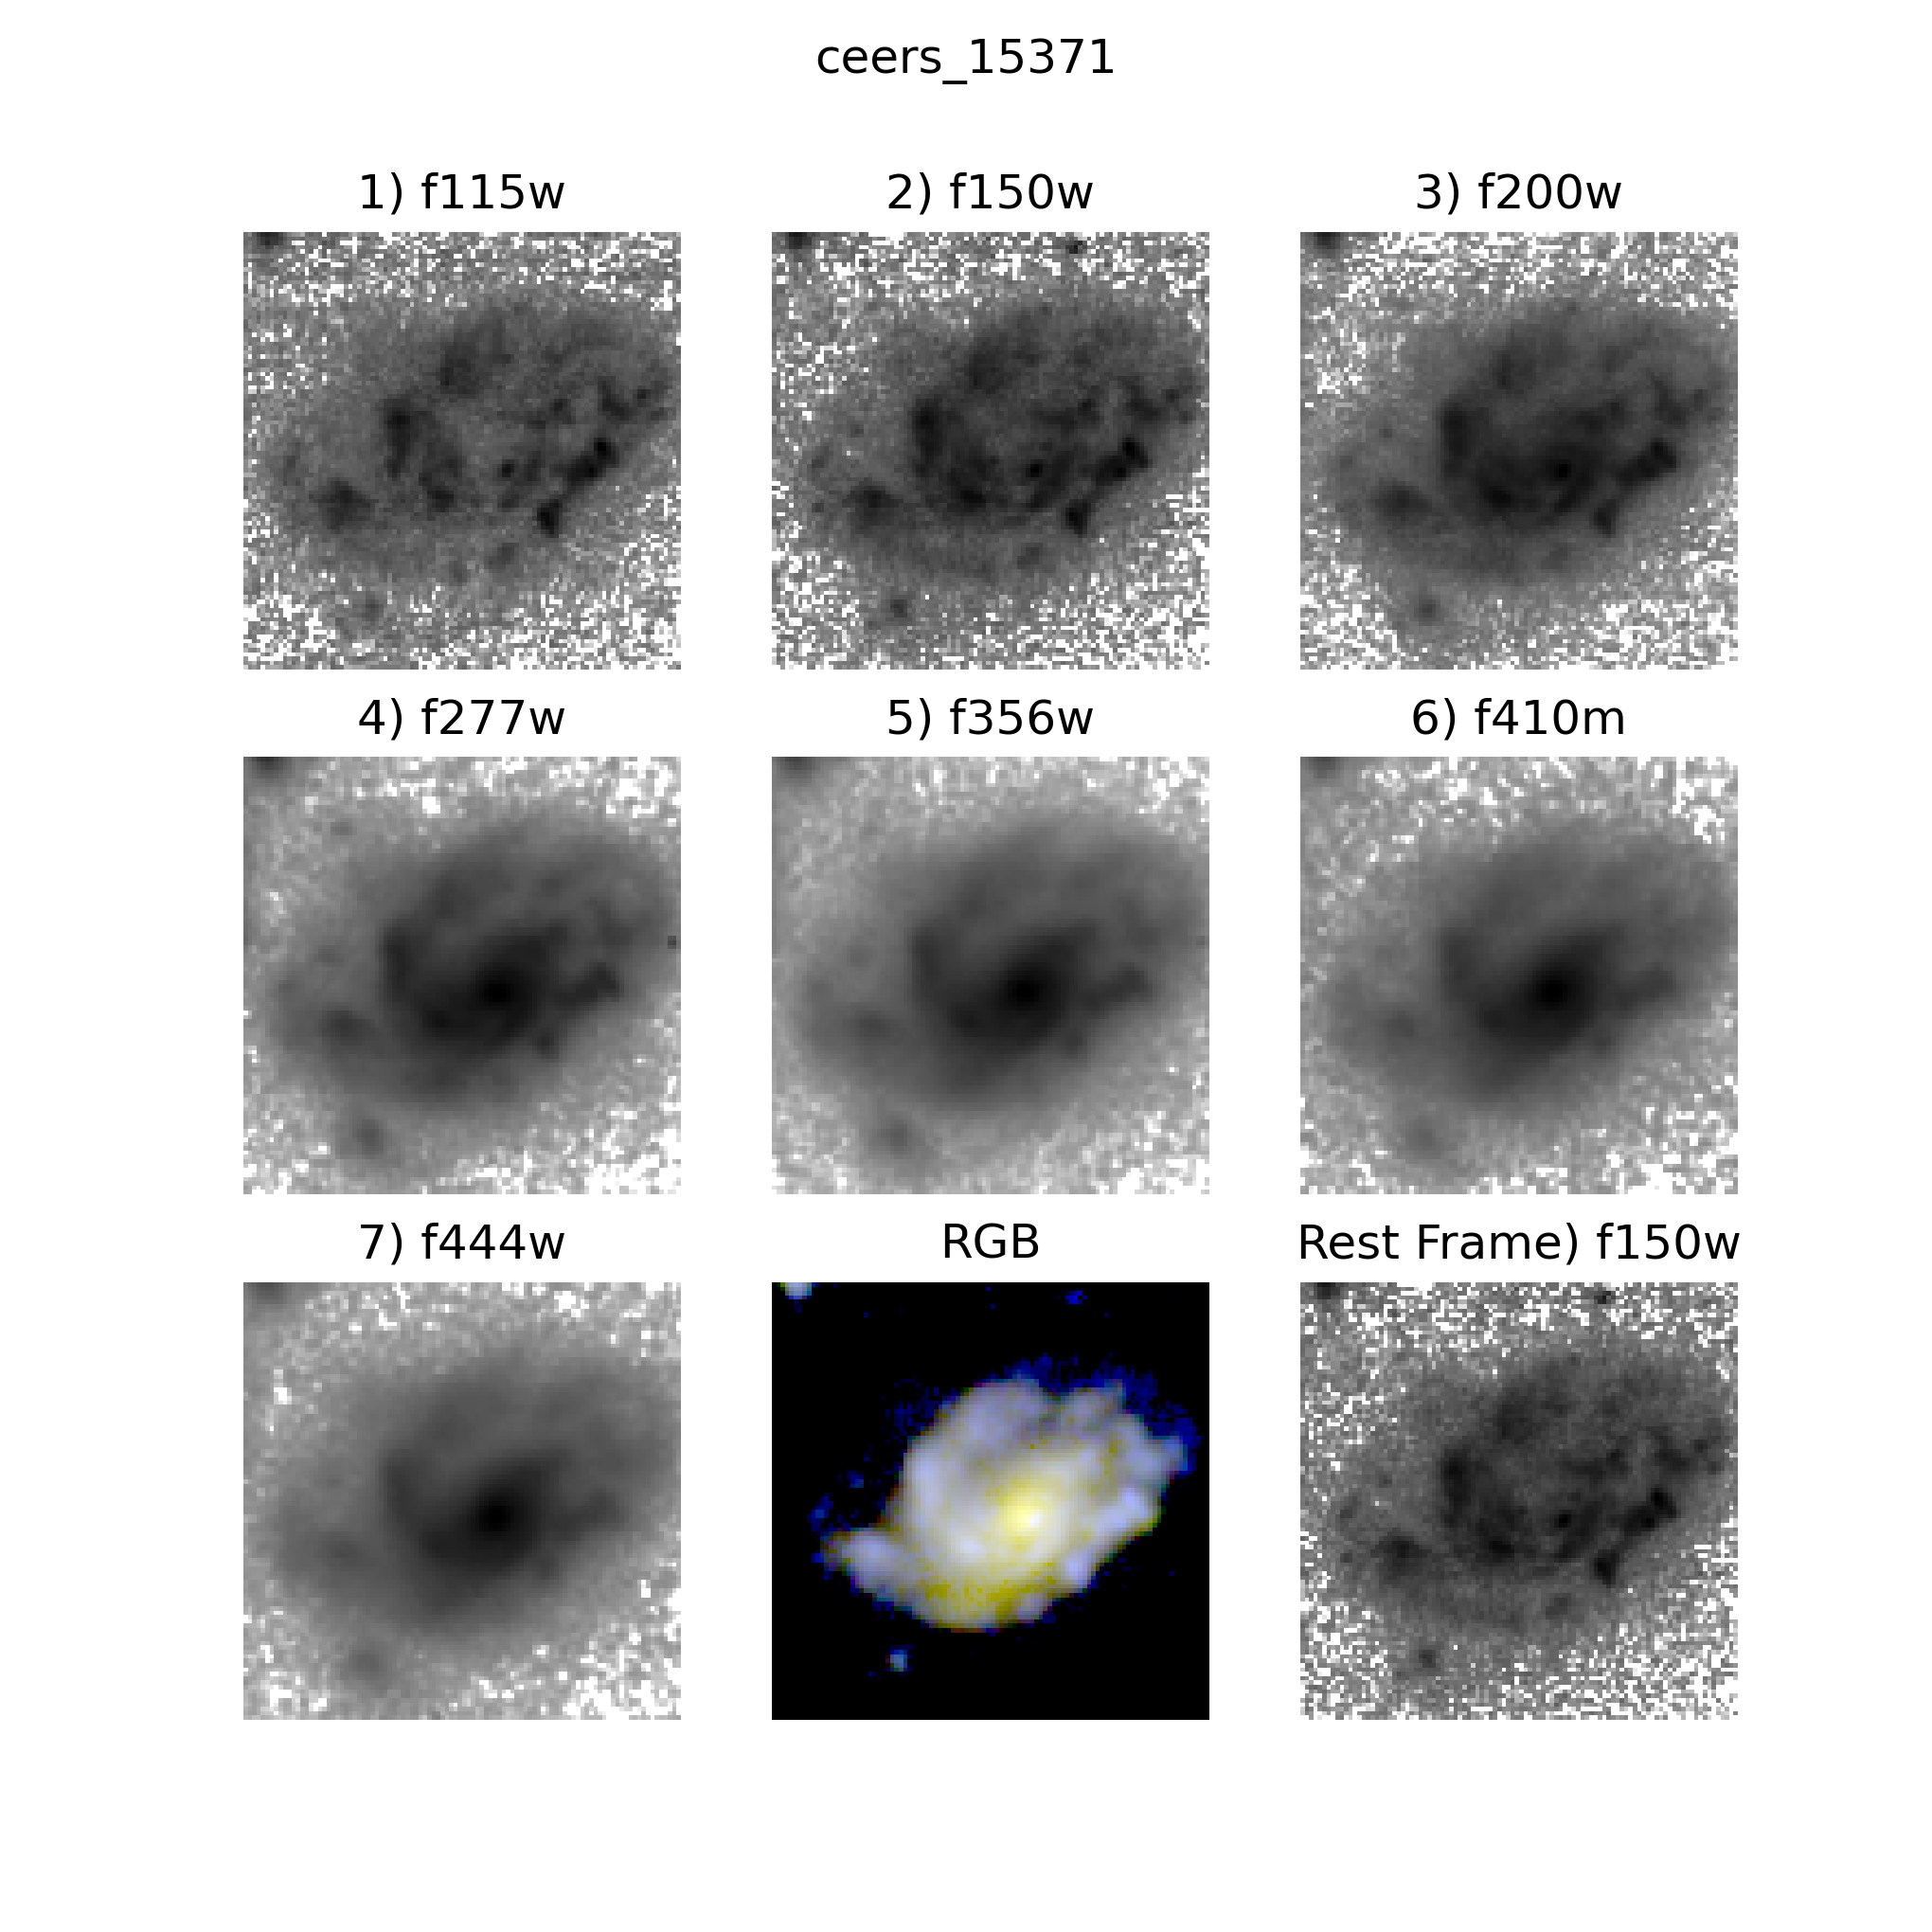 ceers_15371
1) f115w
2) f150w
3) f200w
4) f277w
5) f356w
6) f410m
7) f444w
RGB
Rest Frame) f150w